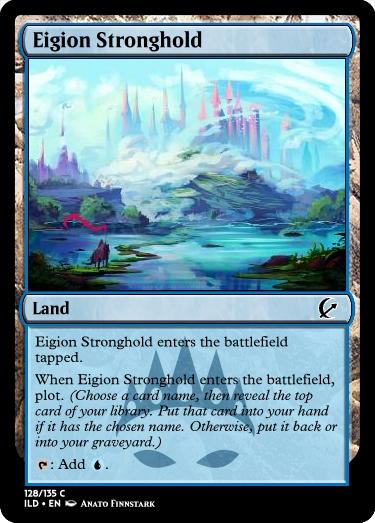 Eigion Stronghold
Land
Eigion Stronghold enters the battlefield
tapped.
When Eigion Stronghold enters the battlefield,
plot. (Choose a card name, then reveal the top
card of your library. Put that card into your hand
if it has the chosen name. Otherwise, put it back or
into your graveyard.)
: Add .
128/135 C
ILD • EN Anato Finnstark